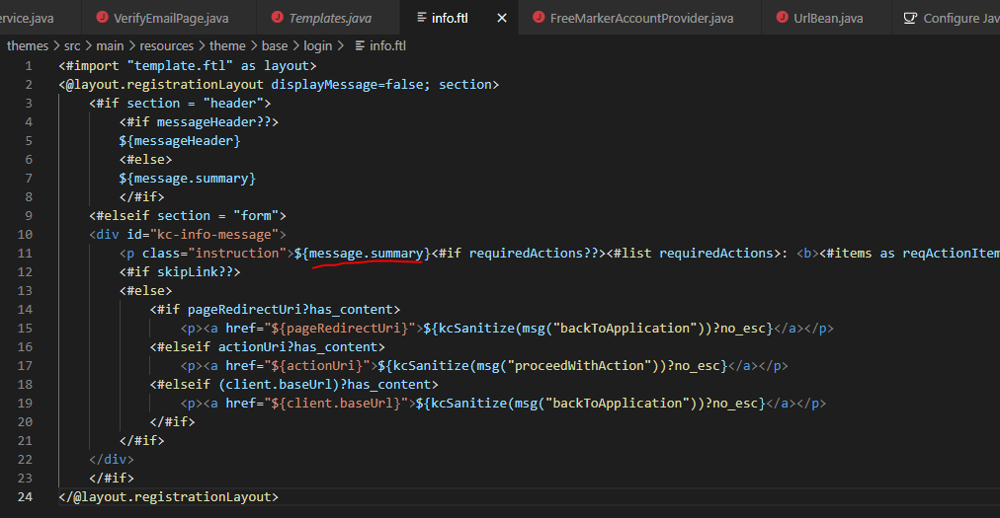 ervice.java VerifyEmailPage.java Templates.java info.ftl × FreeMarkerAccountProvider.java UrlBean.java Configure Jav
themes > src > main > resources > theme > base > login > info.ftl
1 <#import "template.ftl" as layout>
2 <@layout.registrationLayout displayMessage=false; section>
3 <#if section = "header">
4 <#if messageHeader??>
5 ${messageHeader}
6 <#else>
7 ${message.summary}
8 </#if>
9 <#elseif section = "form">
10 <div id="kc-info-message">
11 <p class="instruction">${message.summary}<#if requiredActions??><#list requiredActions>: <b><#items as reqActionItem
12 <#if skipLink??>
13 <#else>
14 <#if pageRedirectUri?has_content>
15 <p><a href="${pageRedirectUri}">${kcSanitize(msg("backToApplication"))?no_esc}</a></p>
16 <#elseif actionUri?has_content>
17 <p><a href="${actionUri}">${kcSanitize(msg("proceedWithAction"))?no_esc}</a></p>
18 <#elseif (client.baseUrl)?has_content>
19 <p><a href="${client.baseUrl}">${kcSanitize(msg("backToApplication"))?no_esc}</a></p>
20 </#if>
21 </#if>
22 </div>
23 </#if>
24 </@layout.registrationLayout>